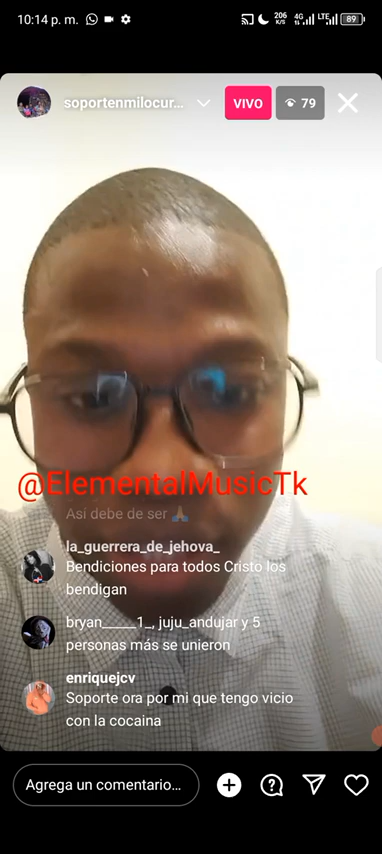 10:14 p. m.
206
K/S
4G
LTE
89
soportenmilocur...
VIVO
79
@ElementalMusicTk
Así debe de ser 🙏🏽
la_guerrera_de_jehova_
Bendiciones para todos Cristo los
bendigan
bryan_____1_, juju_andujar y 5
personas más se unieron
enriquejcv
Soporte ora por mi que tengo vicio
con la cocaina
Agrega un comentario...